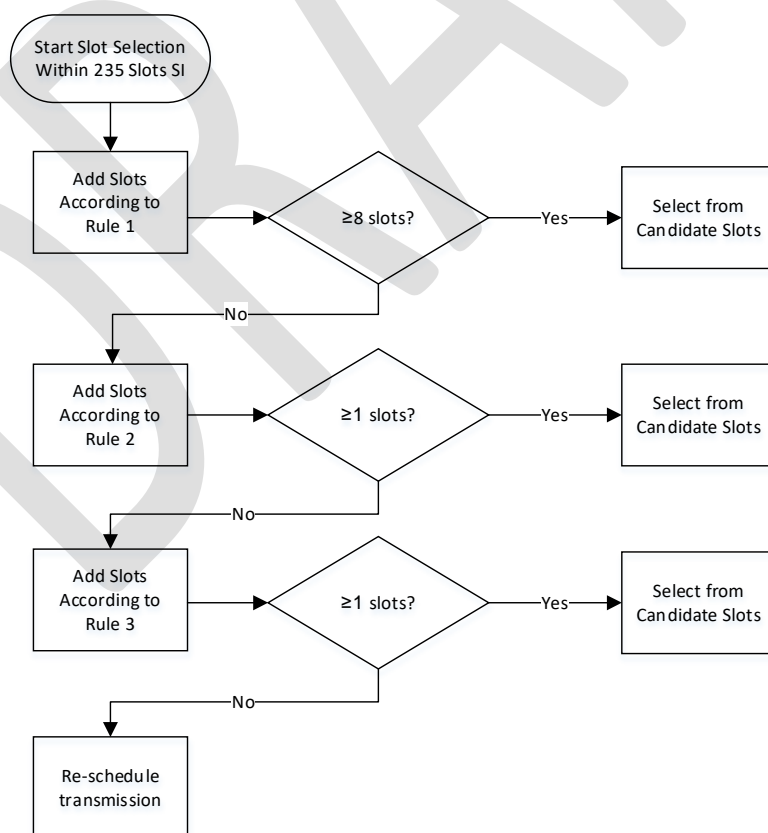 Start Slot Selection
Within 235 Slots SI
Add Slots
According to
Rule 1
≥8 slots?
Yes
Select from
Candidate Slots
No
Add Slots
According to
Rule 2
≥1 slots?
Yes
Select from
Candidate Slots
No
Add Slots
According to
Rule 3
≥1 slots?
Yes
Select from
Candidate Slots
No
Re-schedule
transmission